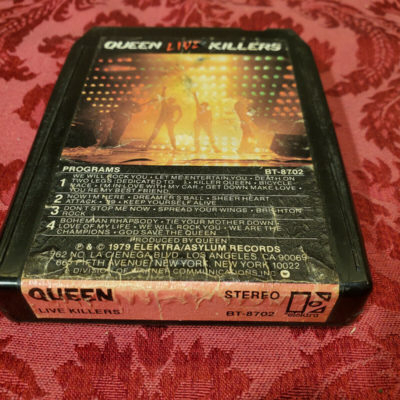 QUEEN LIVE KILLERS
PROGRAMS BT-8702
1 WE WILL ROCK YOU • LET ME ENTERTAIN YOU • DEATH ON
TWO LEGS (DEDICATED TO • KILLER QUEEN • BICYCLE
RACE • I'M IN LOVE WITH MY CAR • GET DOWN MAKE LOVE •
YOU'RE MY BEST FRIEND
2 NOW I'M HERE • DREAMER'S BALL • SHEER HEART
ATTACK • '39 • KEEP YOURSELF ALIVE
3 DON'T STOP ME NOW • SPREAD YOUR WINGS • BRIGHTON
ROCK
4 BOHEMIAN RHAPSODY • TIE YOUR MOTHER DOWN
LOVE OF MY LIFE • WE WILL ROCK YOU • WE ARE THE
CHAMPIONS • GOD SAVE THE QUEEN
PRODUCED BY QUEEN
℗ & © 1979 ELEKTRA/ASYLUM RECORDS
962 NO. LA CIENEGA BLVD. LOS ANGELES, CA 90069
665 FIFTH AVENUE/NEW YORK, NEW YORK 10022
A DIVISION OF WARNER COMMUNICATIONS INC.
QUEEN STEREO
LIVE KILLERS BT-8702
elektra